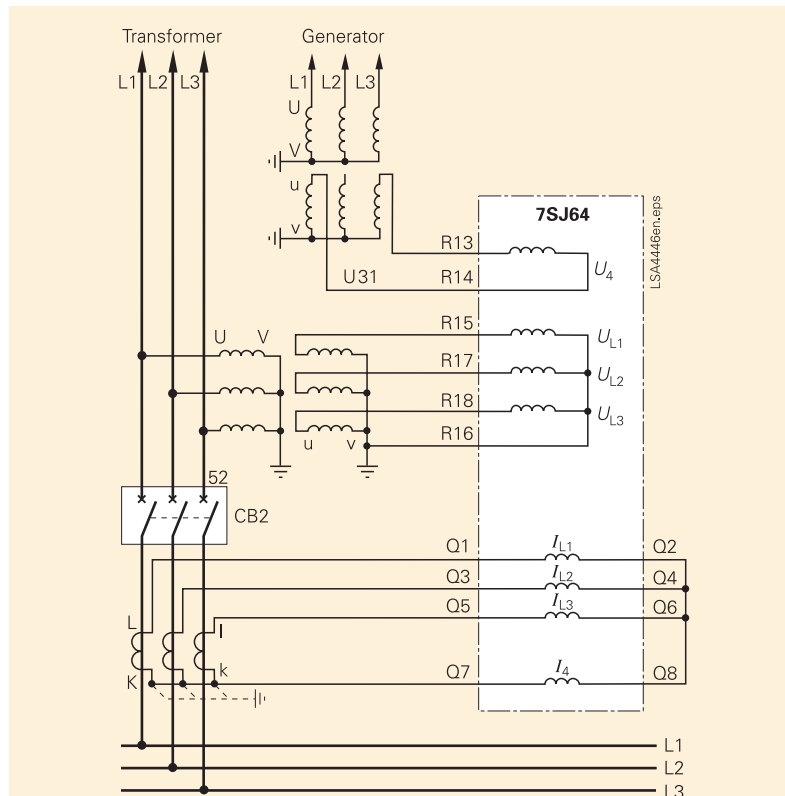 Transformer Generator
L1 L2 L3 L1 L2 L3
U
V
u
v
7SJ64
LSA4446en.eps
R13
U31 R14 U4
R15
U V UL1
R17 UL2
R18 UL3
u v R16
52
CB2
Q1 IL1 Q2
Q3 IL2 Q4
Q5 IL3 Q6
L l
K k Q7 I4 Q8
L1
L2
L3